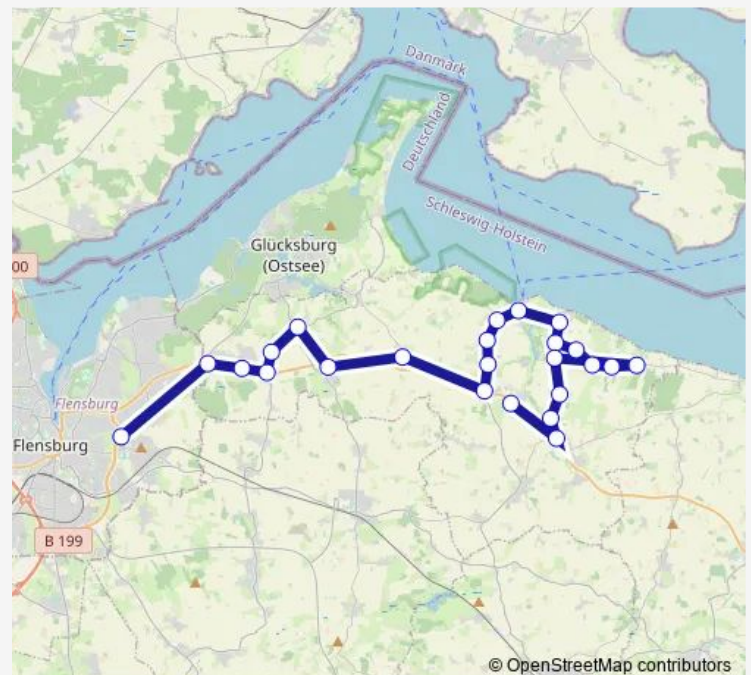 Danmark
Deutschland
Schleswig-Holstein
Glücksburg
(Ostsee)
00
Flensburg
Flensburg
B 199
© OpenStreetMap contributors